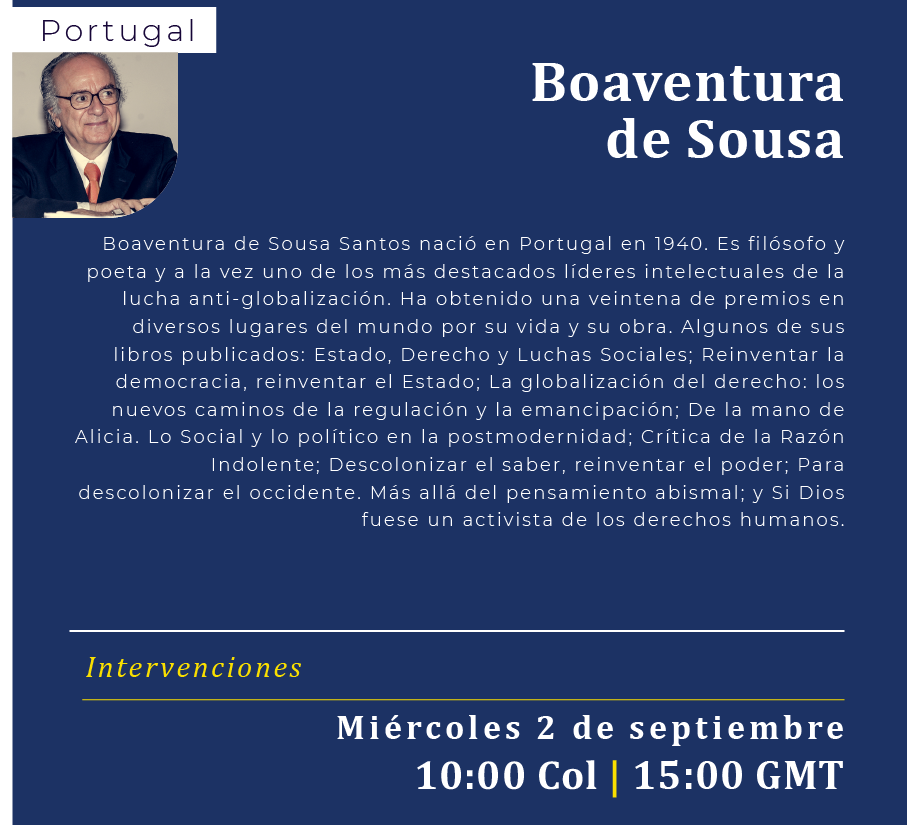 Portugal
Boaventura
de Sousa
Boaventura de Sousa Santos nació en Portugal en 1940. Es filósofo y
poeta y a la vez uno de los más destacados líderes intelectuales de la
lucha anti-globalización. Ha obtenido una veintena de premios en
diversos lugares del mundo por su vida y su obra. Algunos de sus
libros publicados: Estado, Derecho y Luchas Sociales; Reinventar la
democracia, reinventar el Estado; La globalización del derecho: los
nuevos caminos de la regulación y la emancipación; De la mano de
Alicia. Lo Social y lo político en la postmodernidad; Crítica de la Razón
Indolente; Descolonizar el saber, reinventar el poder; Para
descolonizar el occidente. Más allá del pensamiento abismal; y Si Dios
fuese un activista de los derechos humanos.
Intervenciones
Miércoles 2 de septiembre
10:00 Col | 15:00 GMT